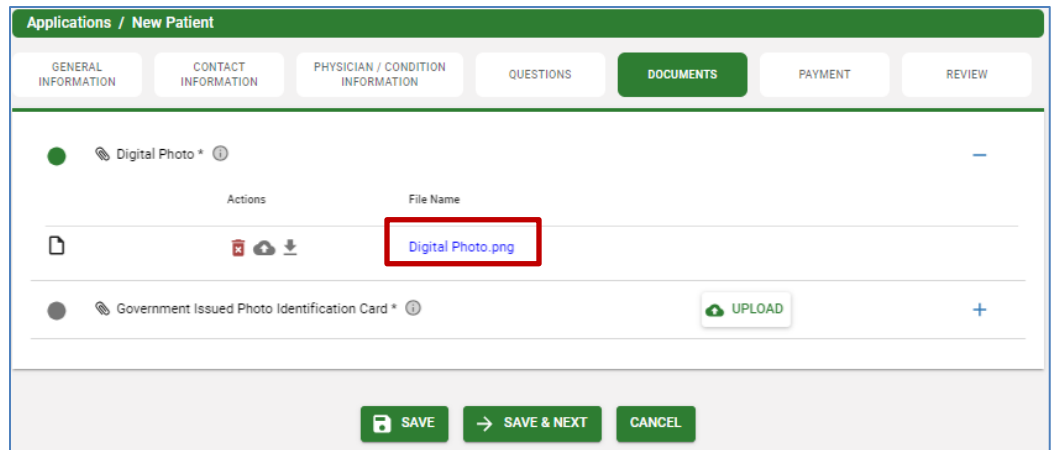 Applications / New Patient
GENERAL INFORMATION
CONTACT INFORMATION
PHYSICIAN / CONDITION INFORMATION
QUESTIONS
DOCUMENTS
PAYMENT
REVIEW
Digital Photo *
Actions File Name
Digital Photo.png
Government Issued Photo Identification Card * UPLOAD
SAVE SAVE & NEXT CANCEL